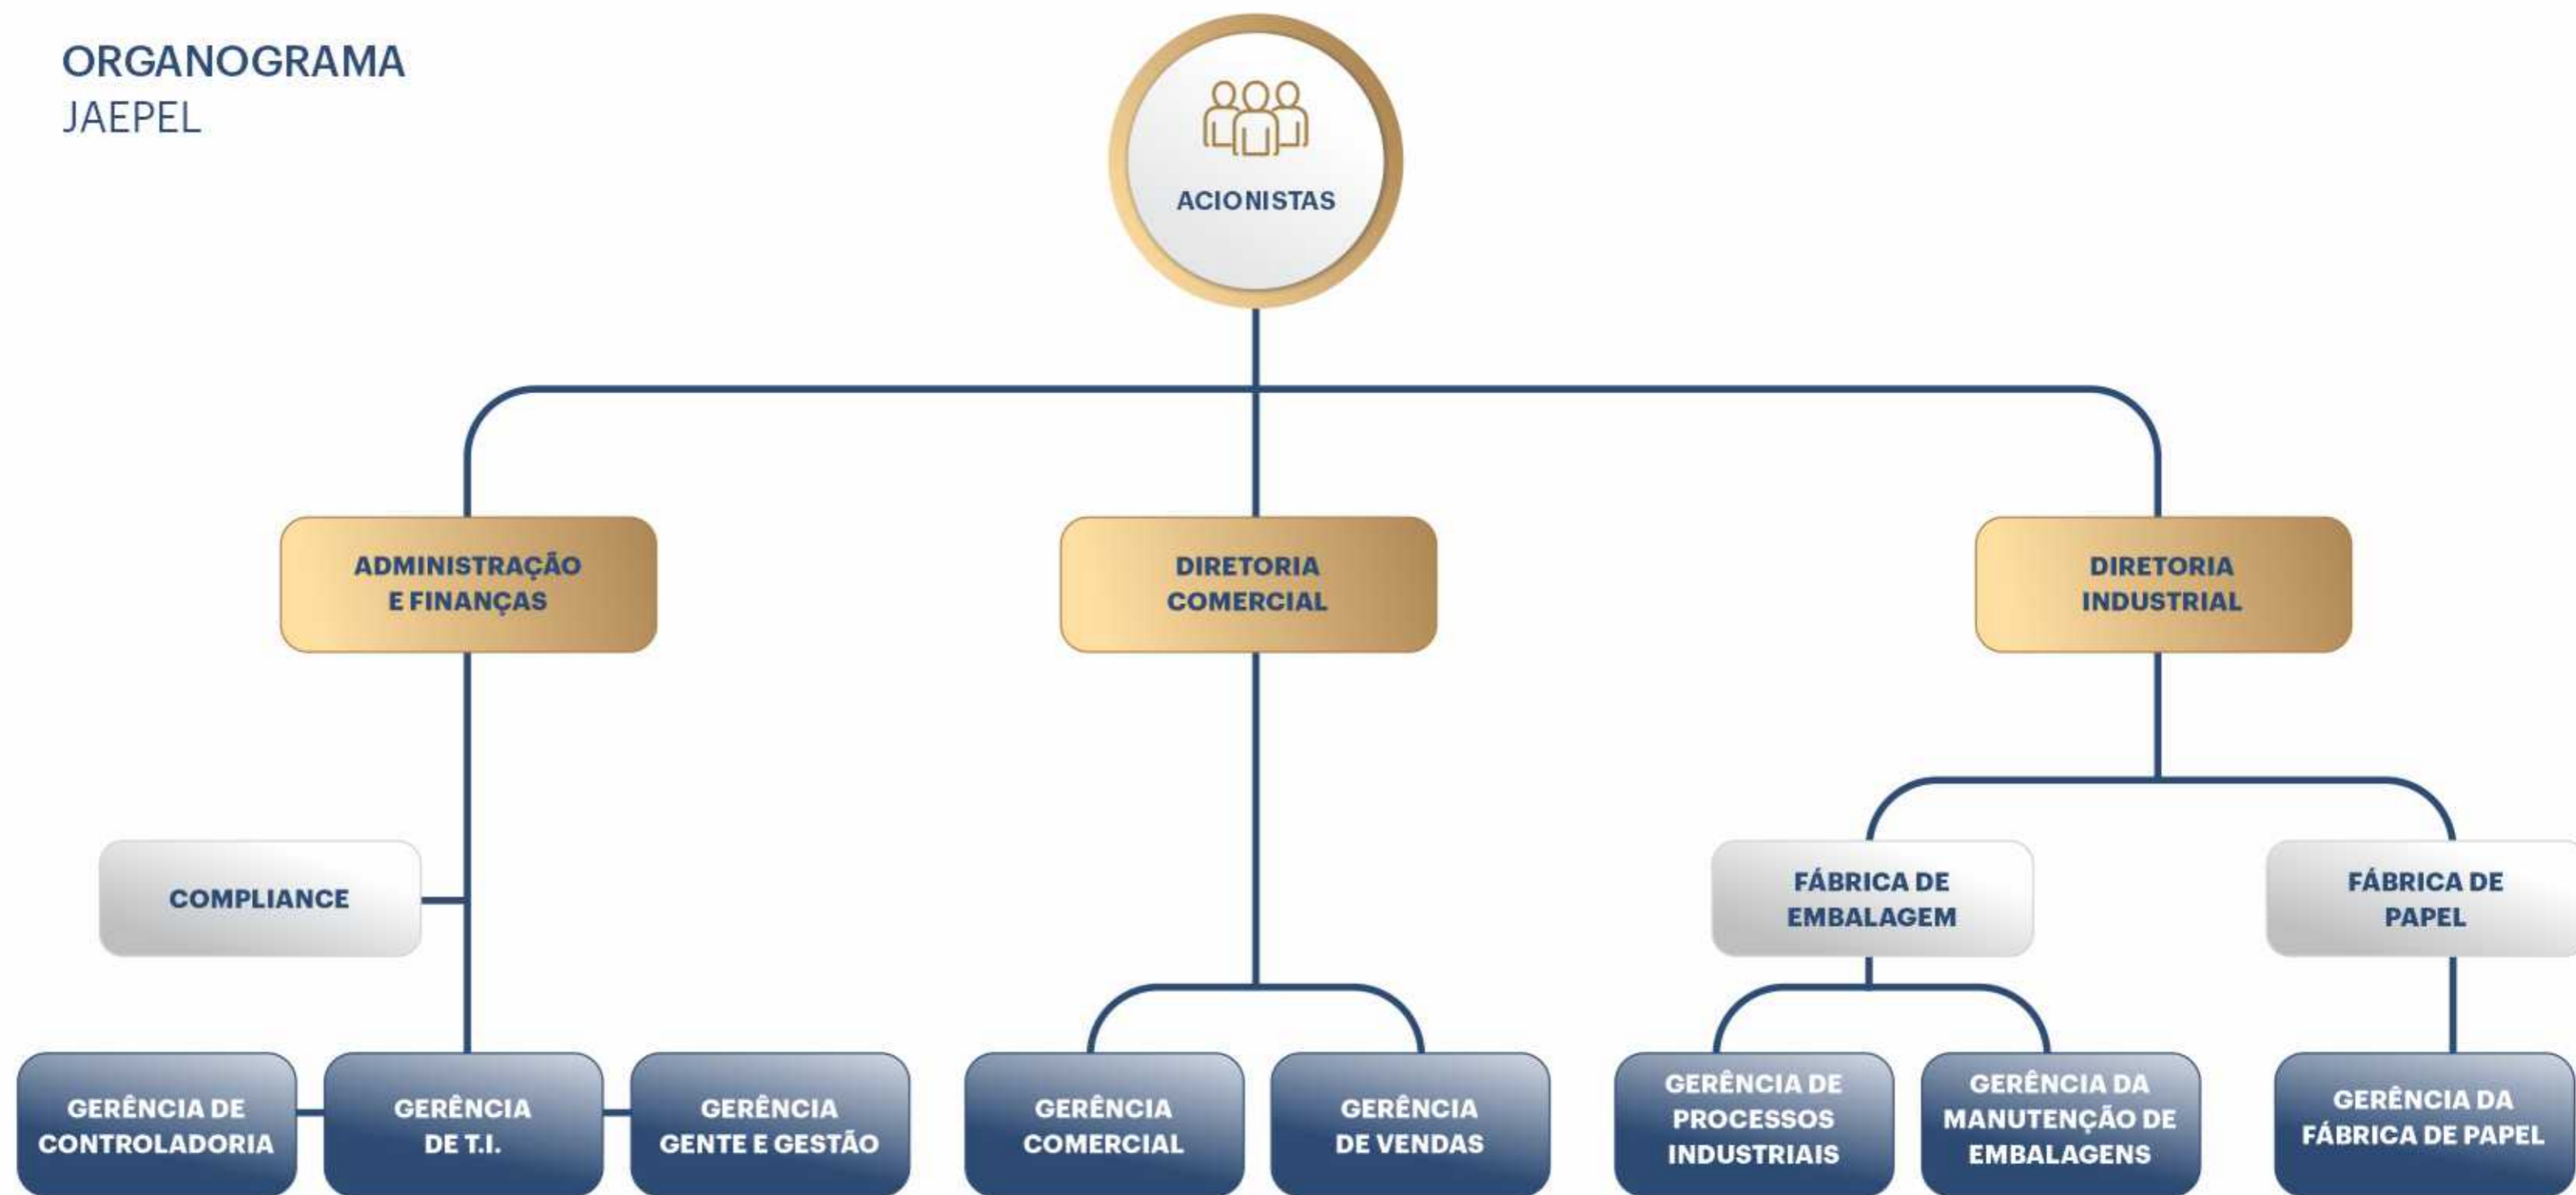 ORGANOGRAMA
JAEPEL
ACIONISTAS
ADMINISTRAÇÃO
E FINANÇAS
DIRETORIA
COMERCIAL
DIRETORIA
INDUSTRIAL
COMPLIANCE
FÁBRICA DE
EMBALAGEM
FÁBRICA DE
PAPEL
GERÊNCIA DE
CONTROLADORIA
GERÊNCIA
DE T.I.
GERÊNCIA
GENTE E GESTÃO
GERÊNCIA
COMERCIAL
GERÊNCIA
DE VENDAS
GERÊNCIA DE
PROCESSOS
INDUSTRIAIS
GERÊNCIA DA
MANUTENÇÃO DE
EMBALAGENS
GERÊNCIA DA
FÁBRICA DE PAPEL